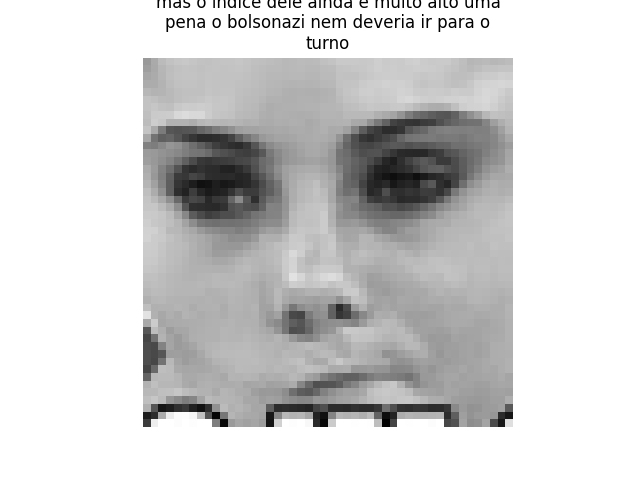 mas o índice dele ainda é muito alto uma
pena o bolsonazi nem deveria ir para o
turno